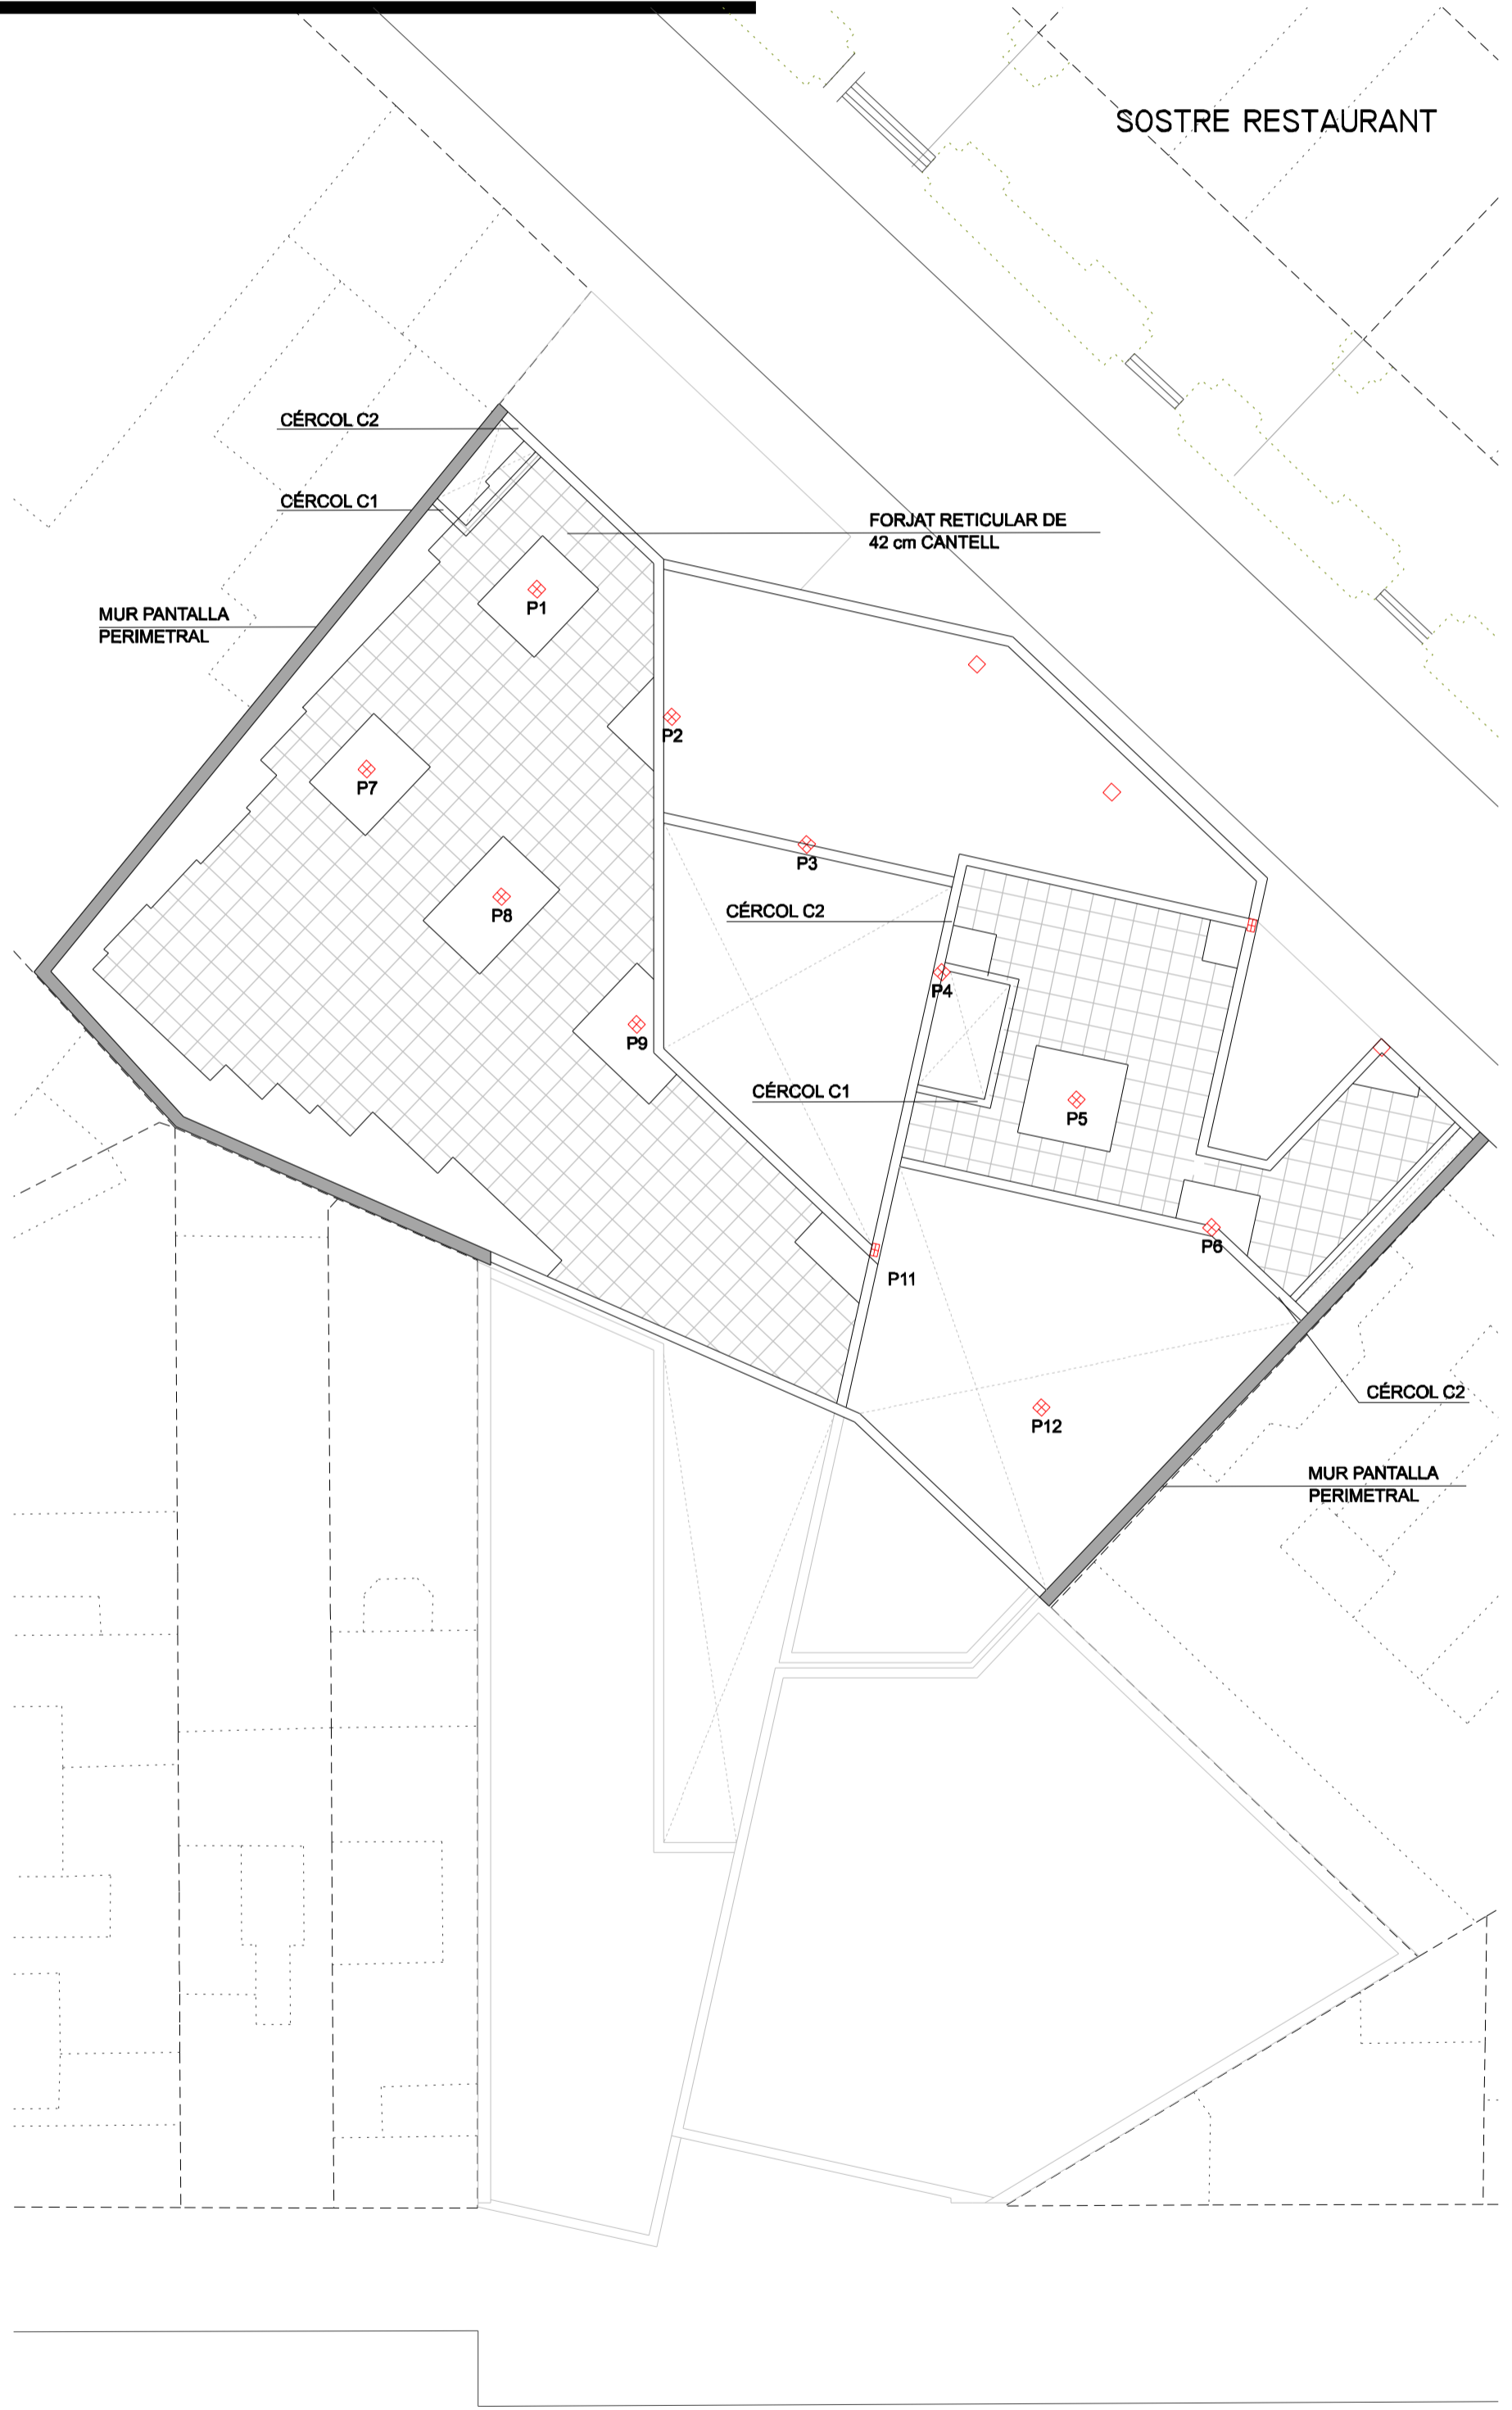 SOSTRE RESTAURANT
CÉRCOL C2
CÉRCOL C1
FORJAT RETICULAR DE
42 cm CANTELL
MUR PANTALLA
PERIMETRAL
P1
P2
P7
P3
P8
CÉRCOL C2
P4
P9
CÉRCOL C1
P5
P6
P11
CÉRCOL C2
P12
MUR PANTALLA
PERIMETRAL